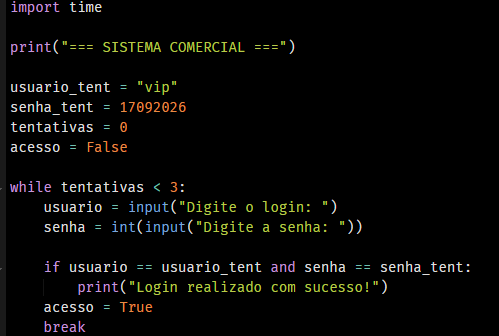 import time
print("=== SISTEMA COMERCIAL ===")
usuario_tent = "vip"
senha_tent = 17092026
tentativas = 0
acesso = False
while tentativas < 3:
    usuario = input("Digite o login: ")
    senha = int(input("Digite a senha: "))
    if usuario == usuario_tent and senha == senha_tent:
        print("Login realizado com sucesso!")
    acesso = True
    break